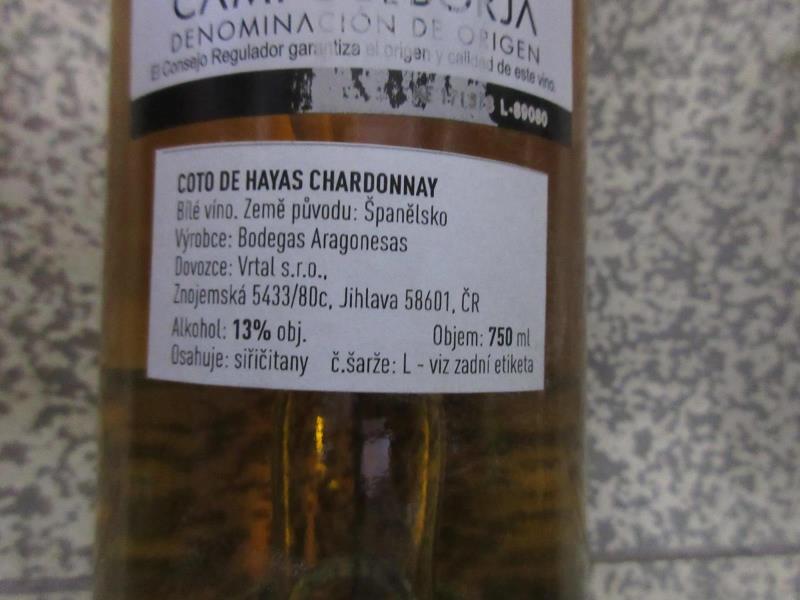 DENOMINACIÓN DE ORIGEN
El Consejo Regulador garantiza el origen y calidad de este vino.
L-89080
COTO DE HAYAS CHARDONNAY
Bílé víno. Země původu: Španělsko
Výrobce: Bodegas Aragonesas
Dovozce: Vrtal s.r.o.,
Znojemská 5433/80c, Jihlava 58601, ČR
Alkohol: 13% obj. Objem: 750 ml
Osahuje: siřičitany č.šarže: L - viz zadní etiketa